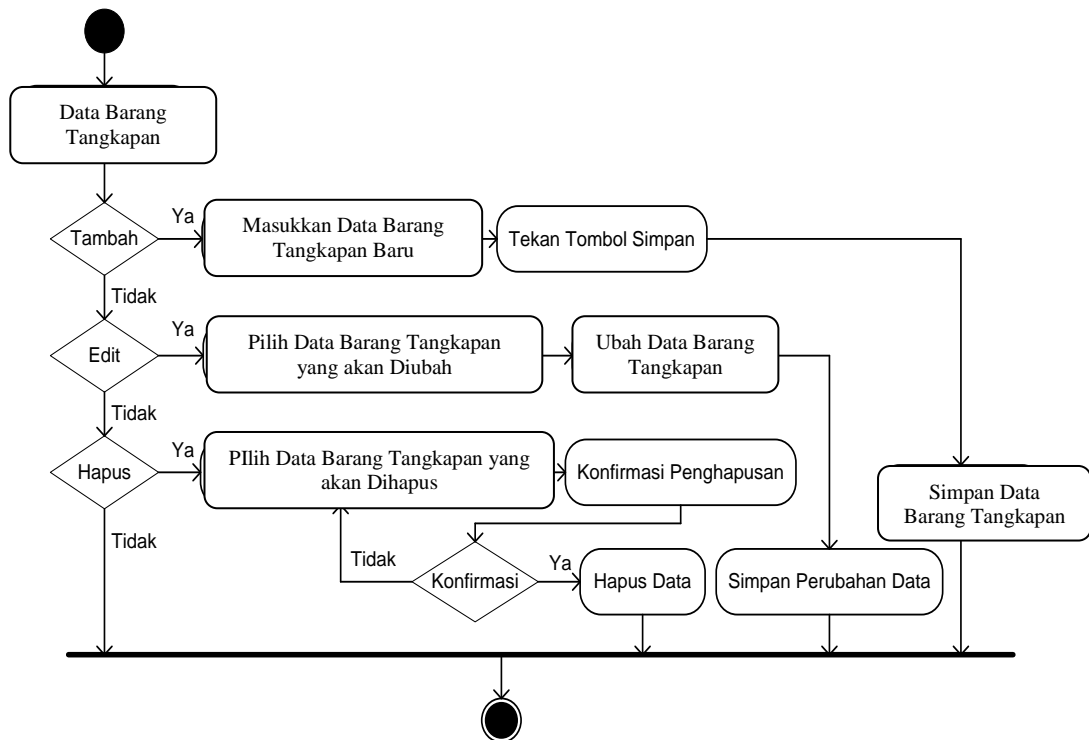 Data Barang
Tangkapan
Tambah
Ya
Masukkan Data Barang
Tangkapan Baru
Tekan Tombol Simpan
Tidak
Edit
Ya
Pilih Data Barang Tangkapan
yang akan Diubah
Ubah Data Barang
Tangkapan
Tidak
Hapus
Ya
PIlih Data Barang Tangkapan yang
akan Dihapus
Konfirmasi Penghapusan
Simpan Data
Barang Tangkapan
Tidak
Tidak
Konfirmasi
Ya
Hapus Data
Simpan Perubahan Data